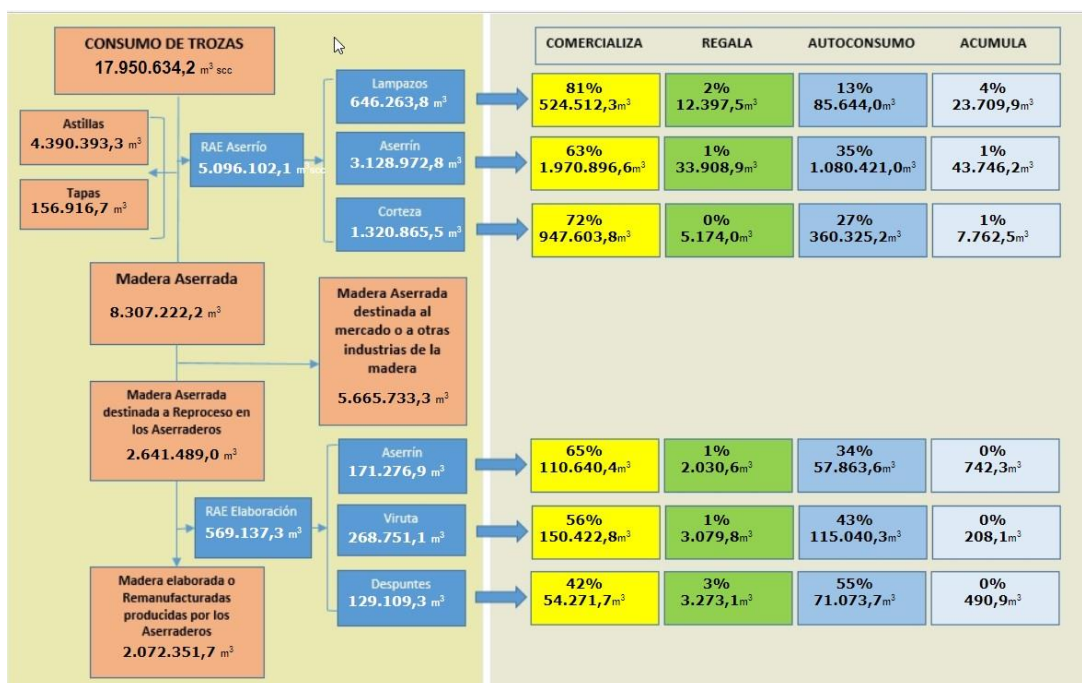 CONSUMO DE TROZAS
17.950.634,2 m³ scc
Astillas
4.390.393,3 m³
Tapas
156.916,7 m³
RAE Aserrío
5.096.102,1 m³scc
Lampazos
646.263,8 m³
Aserrín
3.128.972,8 m³
Corteza
1.320.865,5 m³
Madera Aserrada
8.307.222,2 m³
Madera Aserrada
destinada al
mercado o a otras
industrias de la
madera
5.665.733,3 m³
Madera Aserrada
destinada a Reproceso en
los Aserraderos
2.641.489,0 m³
RAE Elaboración
569.137,3 m³
Aserrín
171.276,9 m³
Viruta
268.751,1 m³
Despuntes
129.109,3 m³
Madera elaborada o
Remanufacturadas
producidas por los
Aserraderos
2.072.351,7 m³
COMERCIALIZA REGALA AUTOCONSUMO ACUMULA
81% 2% 13% 4%
524.512,3m³ 12.397,5m³ 85.644,0m³ 23.709,9m³
63% 1% 35% 1%
1.970.896,6m³ 33.908,9m³ 1.080.421,0m³ 43.746,2m³
72% 0% 27% 1%
947.603,8m³ 5.174,0m³ 360.325,2m³ 7.762,5m³
65% 1% 34% 0%
110.640,4m³ 2.030,6m³ 57.863,6m³ 742,3m³
56% 1% 43% 0%
150.422,8m³ 3.079,8m³ 115.040,3m³ 208,1m³
42% 3% 55% 0%
54.271,7m³ 3.273,1m³ 71.073,7m³ 490,9m³